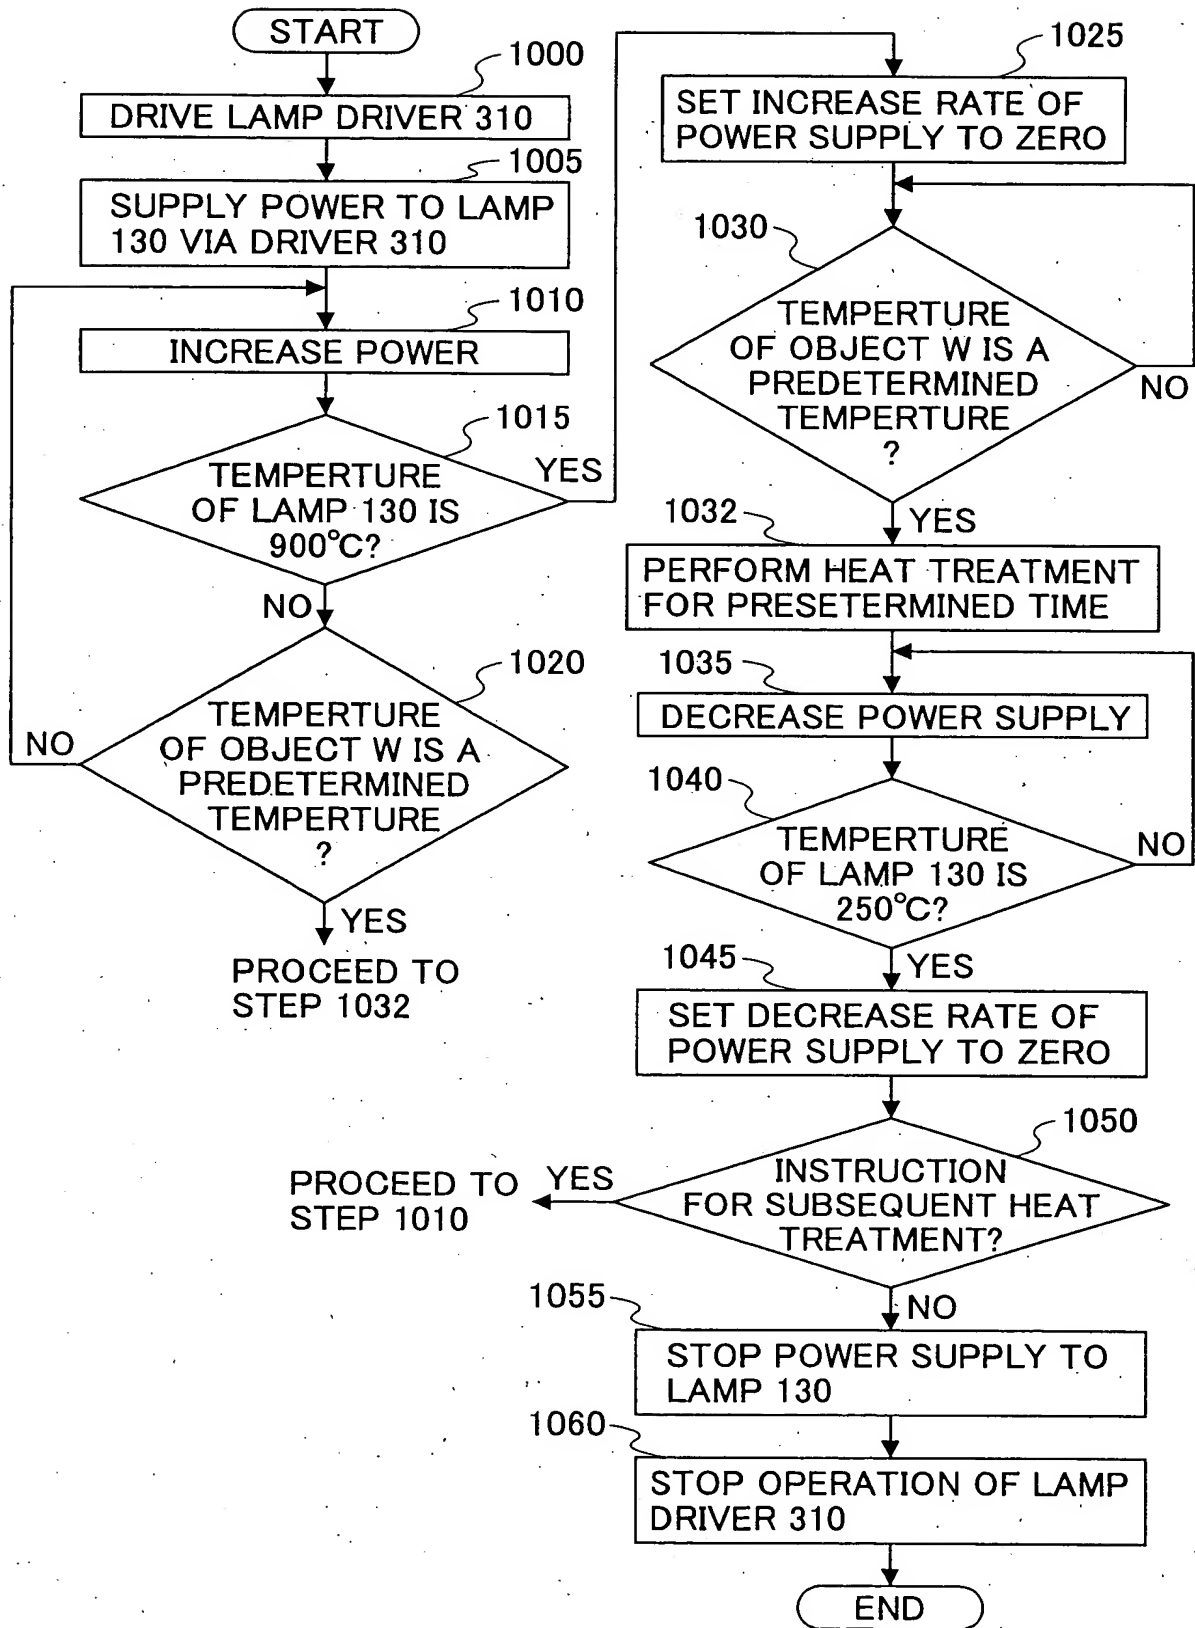 START
1000
DRIVE LAMP DRIVER 310
1005
SUPPLY POWER TO LAMP
130 VIA DRIVER 310
1010
INCREASE POWER
1015
TEMPERTURE
OF LAMP 130 IS
900°C?
YES
NO
1020
TEMPERTURE
OF OBJECT W IS A
PREDETERMINED
TEMPERTURE
?
NO
YES
PROCEED TO
STEP 1032
1025
SET INCREASE RATE OF
POWER SUPPLY TO ZERO
1030
TEMPERTURE
OF OBJECT W IS A
PREDETERMINED
TEMPERTURE
?
NO
YES
1032
PERFORM HEAT TREATMENT
FOR PRESETERMINED TIME
1035
DECREASE POWER SUPPLY
1040
TEMPERTURE
OF LAMP 130 IS
250°C?
NO
YES
1045
SET DECREASE RATE OF
POWER SUPPLY TO ZERO
1050
INSTRUCTION
FOR SUBSEQUENT HEAT
TREATMENT?
YES
PROCEED TO
STEP 1010
NO
1055
STOP POWER SUPPLY TO
LAMP 130
1060
STOP OPERATION OF LAMP
DRIVER 310
END